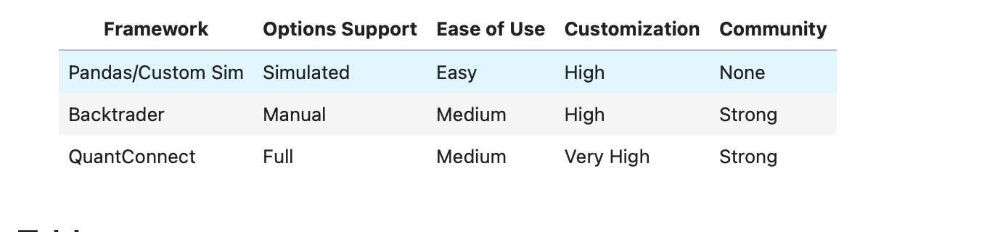 Framework Options Support Ease of Use Customization Community
Pandas/Custom Sim Simulated Easy High None
Backtrader Manual Medium High Strong
QuantConnect Full Medium Very High Strong